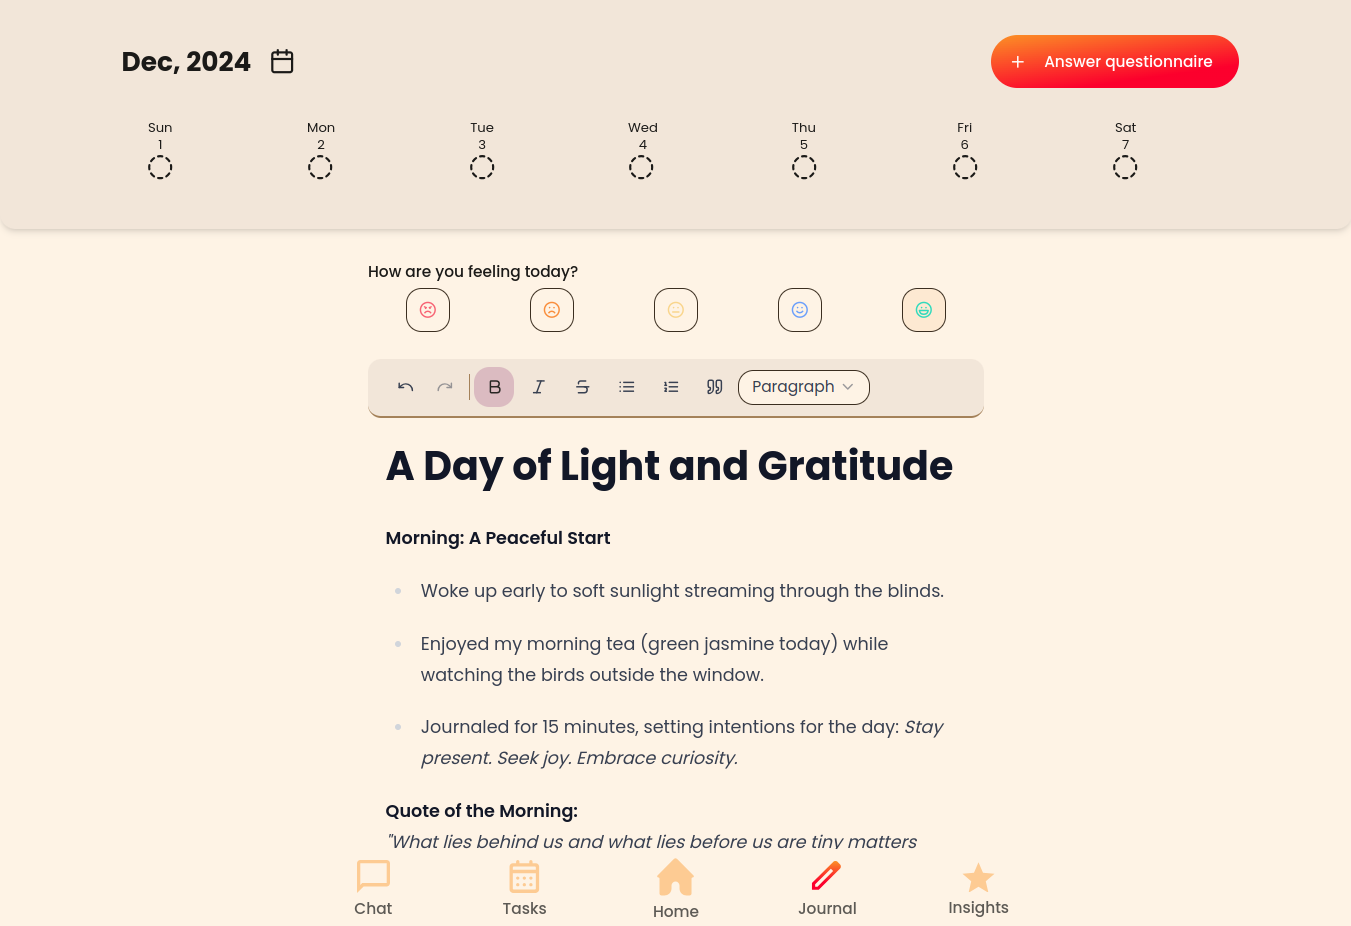 Dec, 2024
Answer questionnaire
Sun Mon Tue Wed Thu Fri Sat
1 2 3 4 5 6 7
How are you feeling today?
Paragraph
A Day of Light and Gratitude
Morning: A Peaceful Start
Woke up early to soft sunlight streaming through the blinds.
Enjoyed my morning tea (green jasmine today) while
watching the birds outside the window.
Journaled for 15 minutes, setting intentions for the day: Stay
present. Seek joy. Embrace curiosity.
Quote of the Morning:
"What lies behind us and what lies before us are tiny matters
Chat Tasks Home Journal Insights